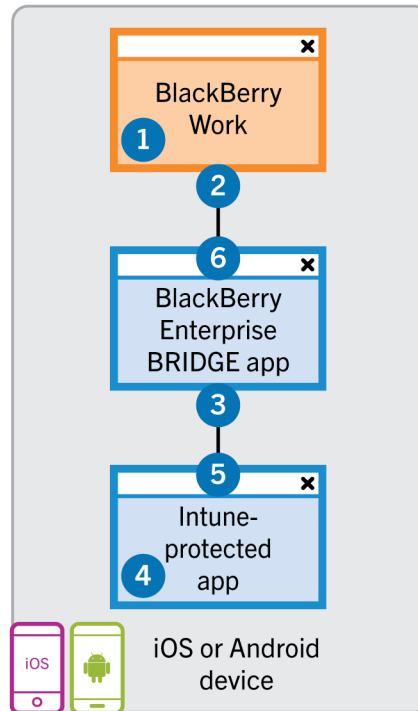 BlackBerry
Work
1
2
6
BlackBerry
Enterprise
BRIDGE app
3
5
Intune-
protected
app
4
iOS
iOS or Android
device